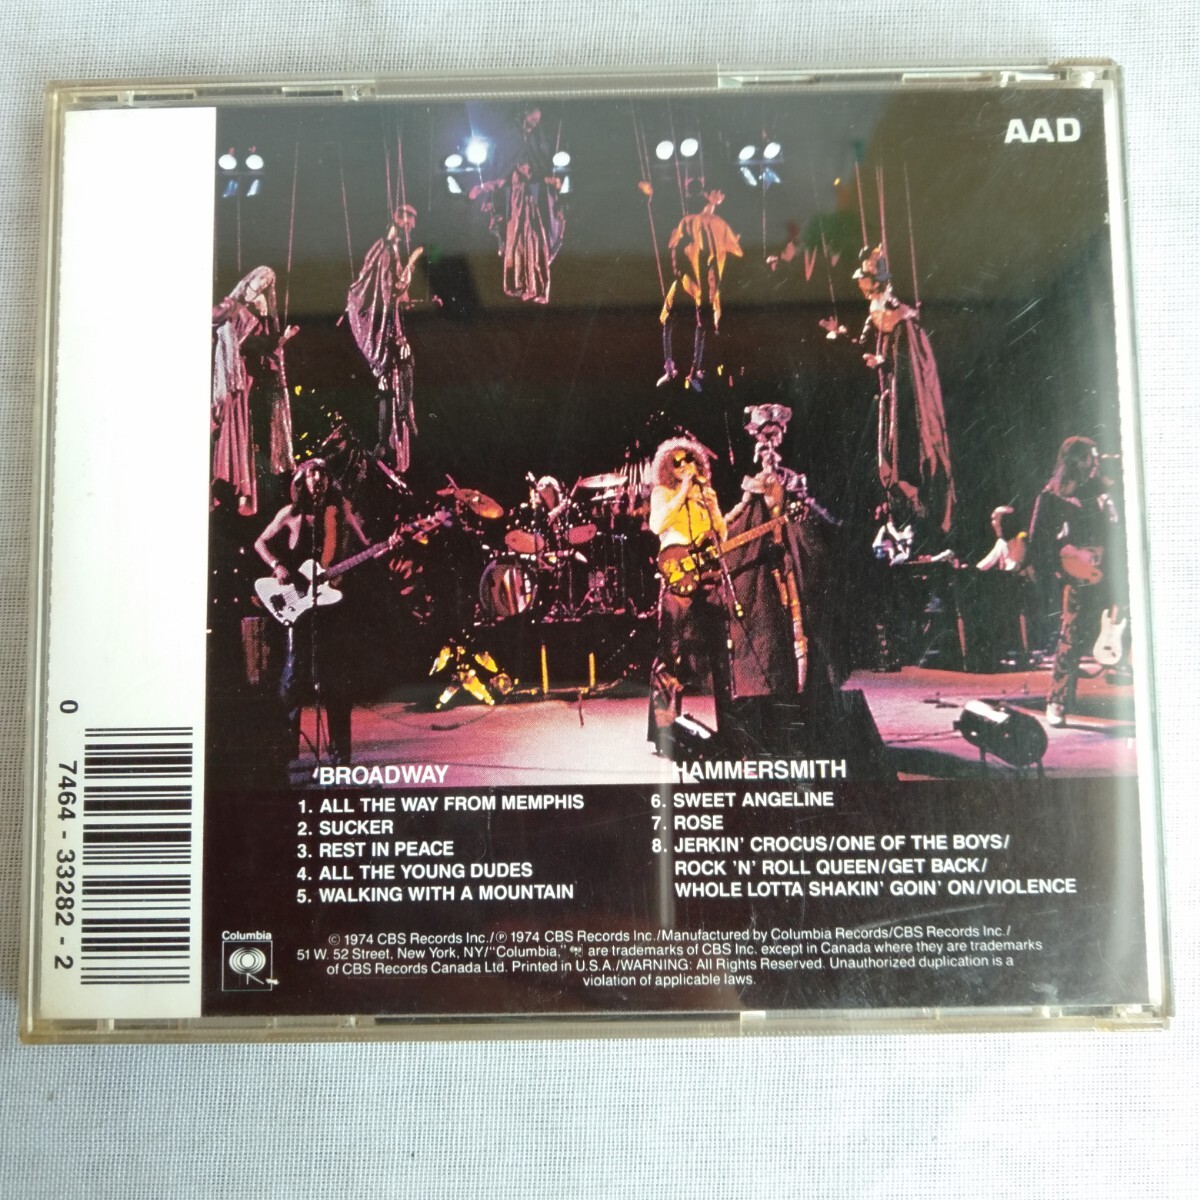 AAD
'BROADWAY
1. ALL THE WAY FROM MEMPHIS
2. SUCKER
3. REST IN PEACE
4. ALL THE YOUNG DUDES
5. WALKING WITH A MOUNTAIN
HAMMERSMITH
6. SWEET ANGELINE
7. ROSE
8. JERKIN' CROCUS/ONE OF THE BOYS/
ROCK 'N' ROLL QUEEN/GET BACK/
WHOLE LOTTA SHAKIN' GOIN' ON/VIOLENCE
© 1974 CBS Records Inc./℗ 1974 CBS Records Inc./Manufactured by Columbia Records/CBS Records Inc./
51 W. 52 Street, New York, NY/"Columbia," are trademarks of CBS Inc. except in Canada where they are trademarks
of CBS Records Canada Ltd. Printed in U.S.A./WARNING: All Rights Reserved. Unauthorized duplication is a
violation of applicable laws.
Columbia
0 7464-33282-2